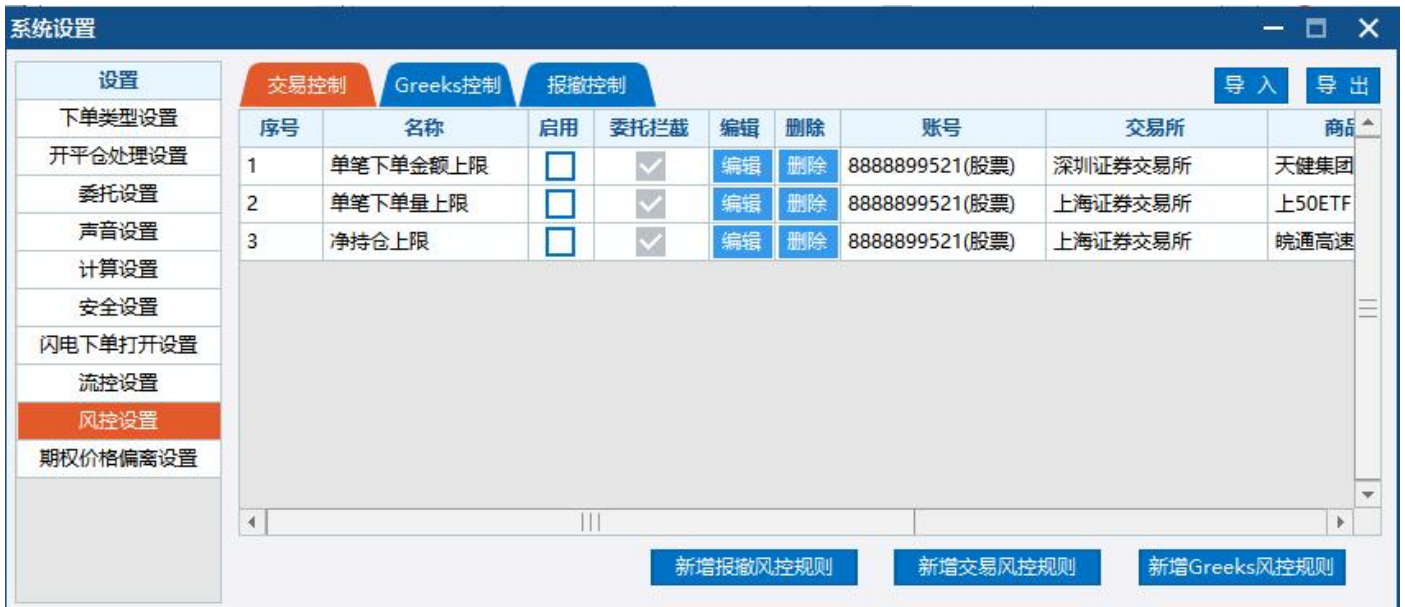 系统设置
设置
下单类型设置
开平仓处理设置
委托设置
声音设置
计算设置
安全设置
闪电下单打开设置
流控设置
风控设置
期权价格偏离设置
交易控制 Greeks控制 报撤控制 导入 导出
序号 名称 启用 委托拦截 编辑 删除 账号 交易所 商品
1 单笔下单金额上限 编辑 删除 8888899521(股票) 深圳证券交易所 天健集团
2 单笔下单量上限 编辑 删除 8888899521(股票) 上海证券交易所 上50ETF
3 净持仓上限 编辑 删除 8888899521(股票) 上海证券交易所 皖通高速
新增报撤风控规则 新增交易风控规则 新增Greeks风控规则